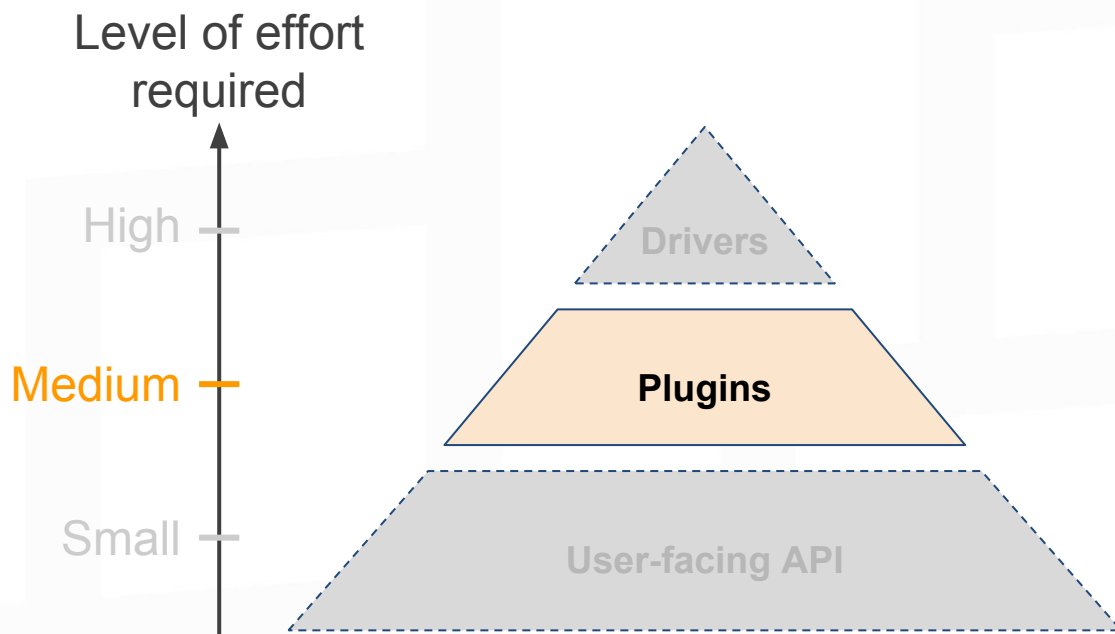 Level of effort
required
High
Drivers
Medium
Plugins
Small
User-facing API